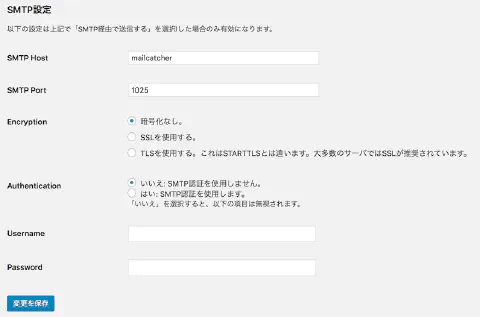 SMTP設定
以下の設定は上記で「SMTP経由で送信する」を選択した場合のみ有効になります。
SMTP Host
mailcatcher
SMTP Port
1025
Encryption
暗号化なし。
SSLを使用する。
TLSを使用する。これはSTARTTLSとは違います。大多数のサーバではSSLが推奨されています。
Authentication
いいえ: SMTP認証を使用しません。
はい: SMTP認証を使用します。
「いいえ」を選択すると、以下の項目は無視されます。
Username
Password
変更を保存